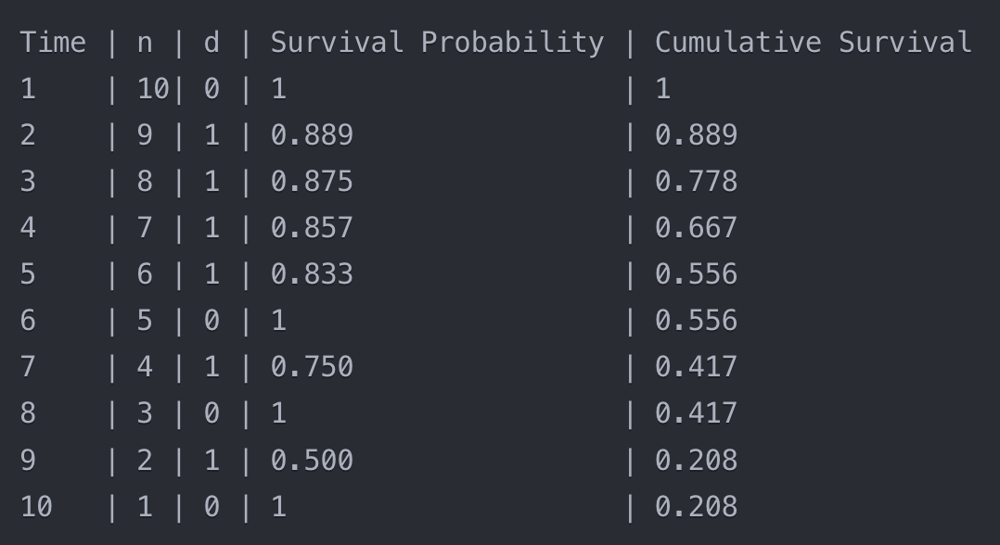 Time | n | d | Survival Probability | Cumulative Survival
1    | 10| 0 | 1                    | 1
2    | 9 | 1 | 0.889                | 0.889
3    | 8 | 1 | 0.875                | 0.778
4    | 7 | 1 | 0.857                | 0.667
5    | 6 | 1 | 0.833                | 0.556
6    | 5 | 0 | 1                    | 0.556
7    | 4 | 1 | 0.750                | 0.417
8    | 3 | 0 | 1                    | 0.417
9    | 2 | 1 | 0.500                | 0.208
10   | 1 | 0 | 1                    | 0.208